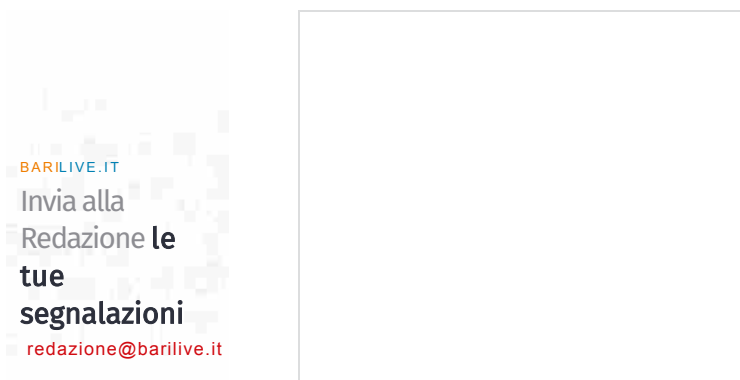 BARILIVE.IT
Invia alla
Redazione le
tue
segnalazioni
redazione@barilive.it